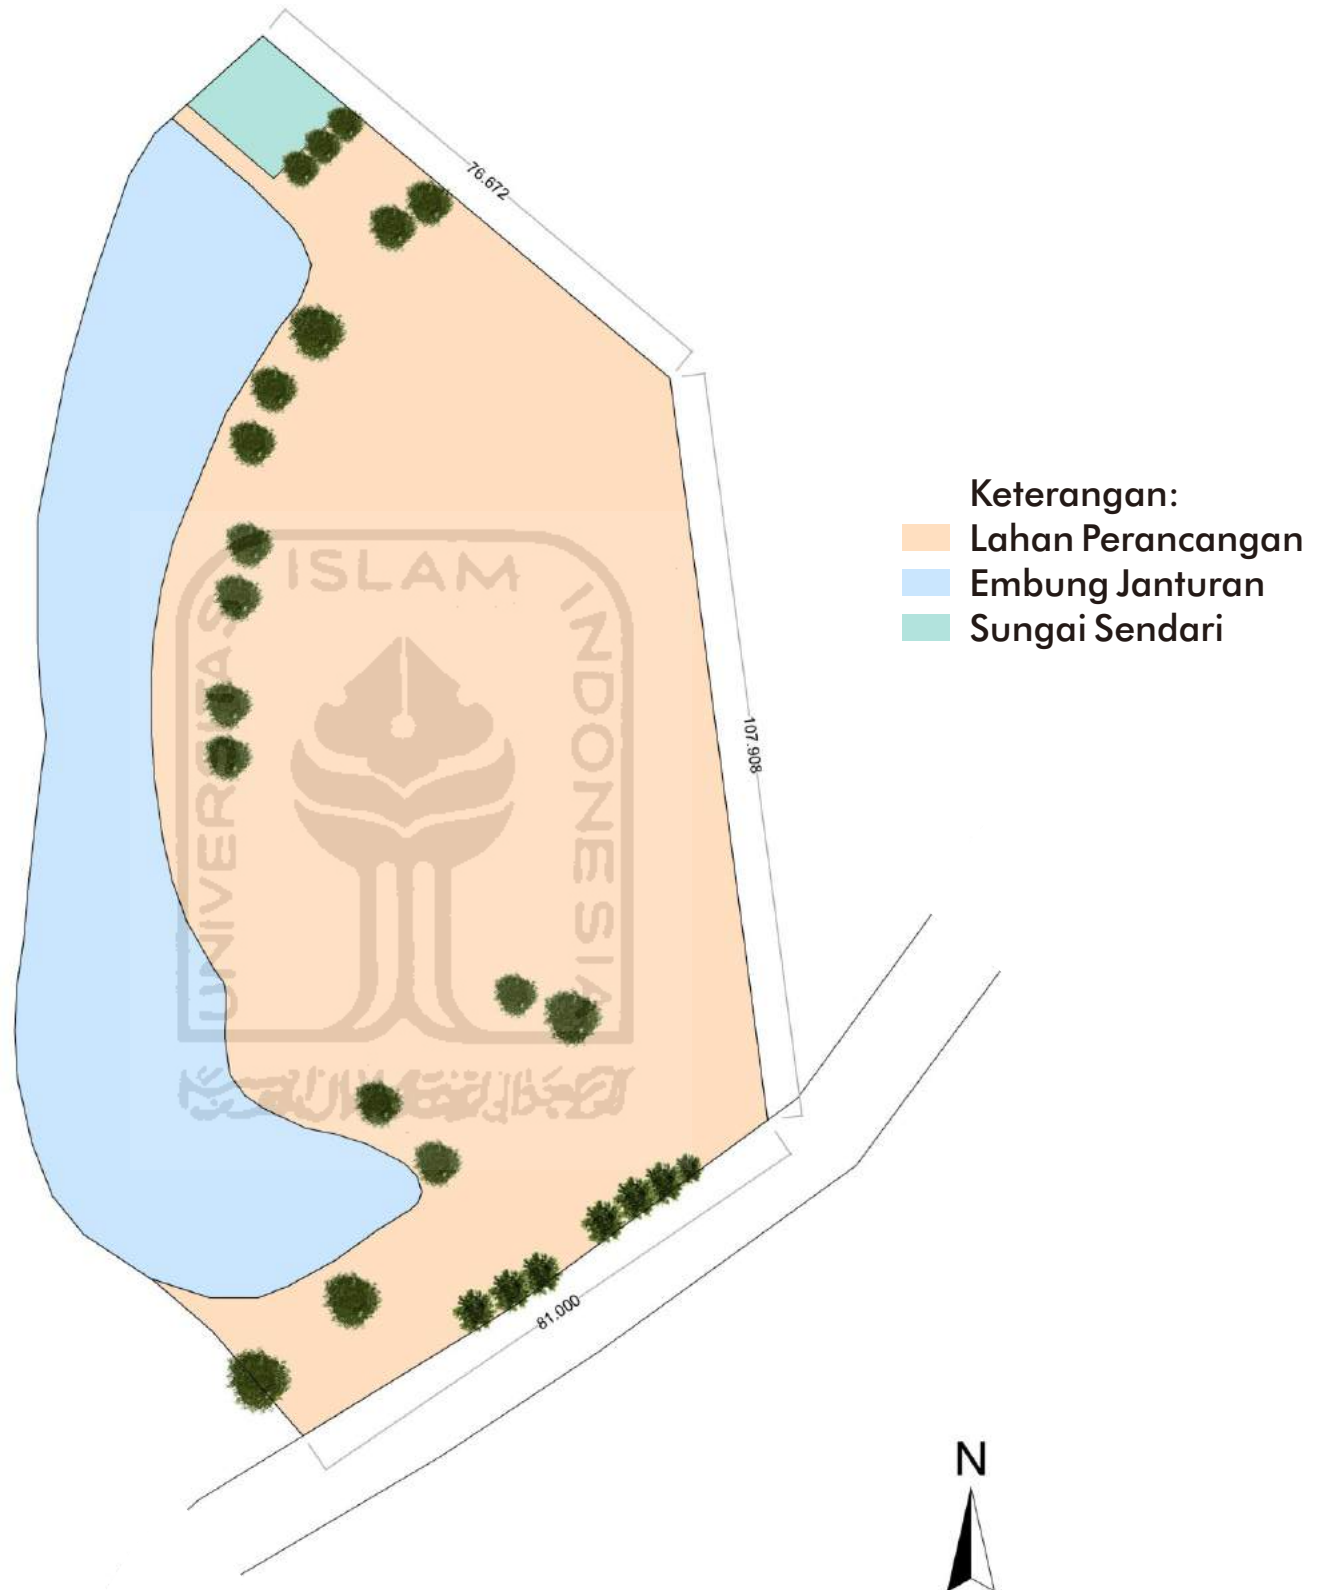 76.672
107.908
Keterangan:
Lahan Perancangan
Embung Janturan
Sungai Sendari
UNIVERSITAS
ISLAM
INDONESIA
81.000
N